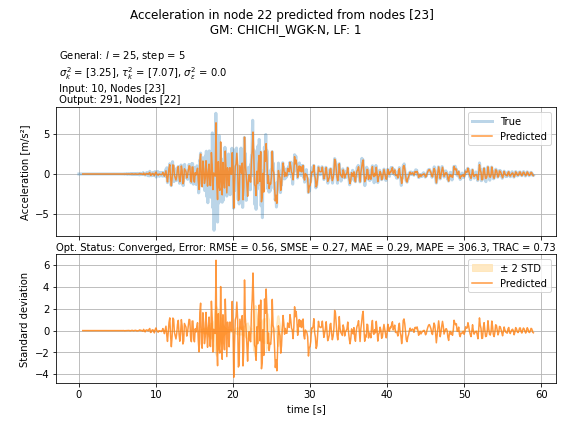 Acceleration in node 22 predicted from nodes [23]
GM: CHICHI_WGK-N, LF: 1
General: l = 25, step = 5
σ²ₖ = [3.25], τ²ₖ = [7.07], σ²ε = 0.0
Input: 10, Nodes [23]
Output: 291, Nodes [22]
Acceleration [m/s²]
5
0
−5
True
Predicted
Opt. Status: Converged, Error: RMSE = 0.56, SMSE = 0.27, MAE = 0.29, MAPE = 306.3, TRAC = 0.73
Standard deviation
6
4
2
0
−2
−4
± 2 STD
Predicted
0 10 20 30 40 50 60
time [s]